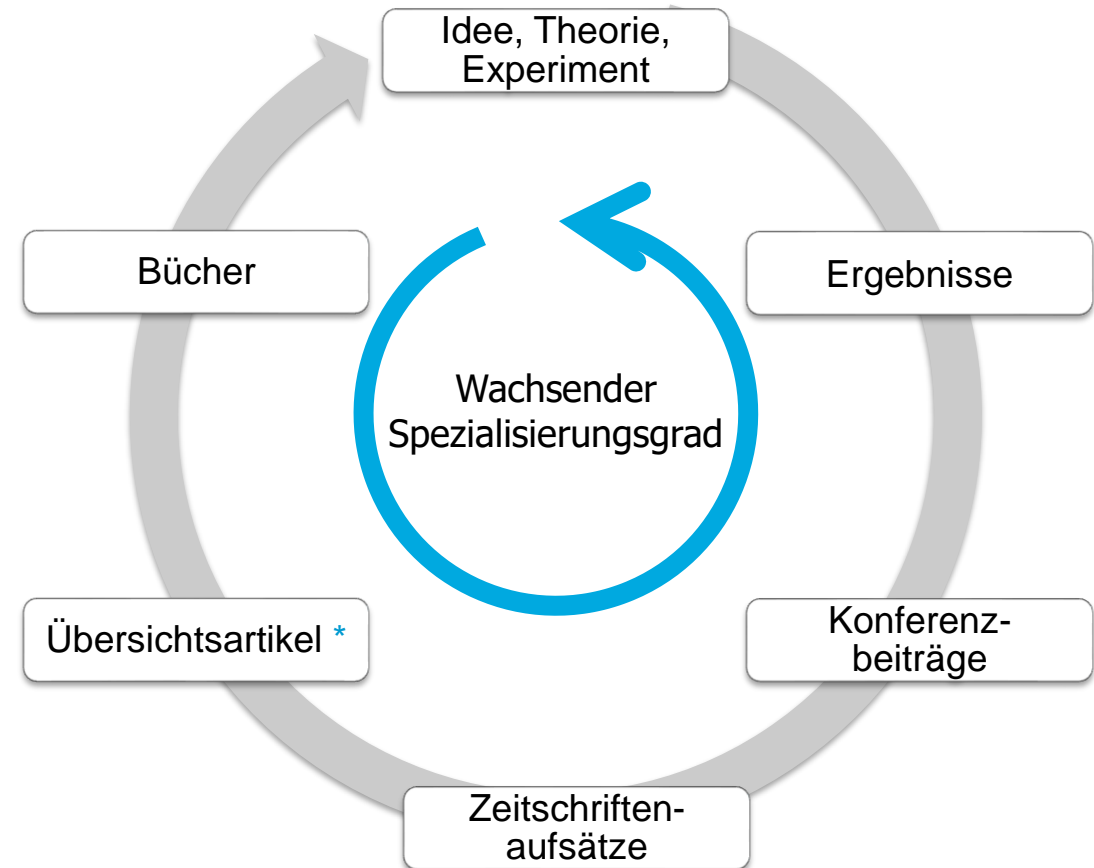 Idee, Theorie,
Experiment
Bücher
Ergebnisse
Wachsender
Spezialisierungsgrad
Übersichtsartikel *
Konferenz-
beiträge
Zeitschriften-
aufsätze